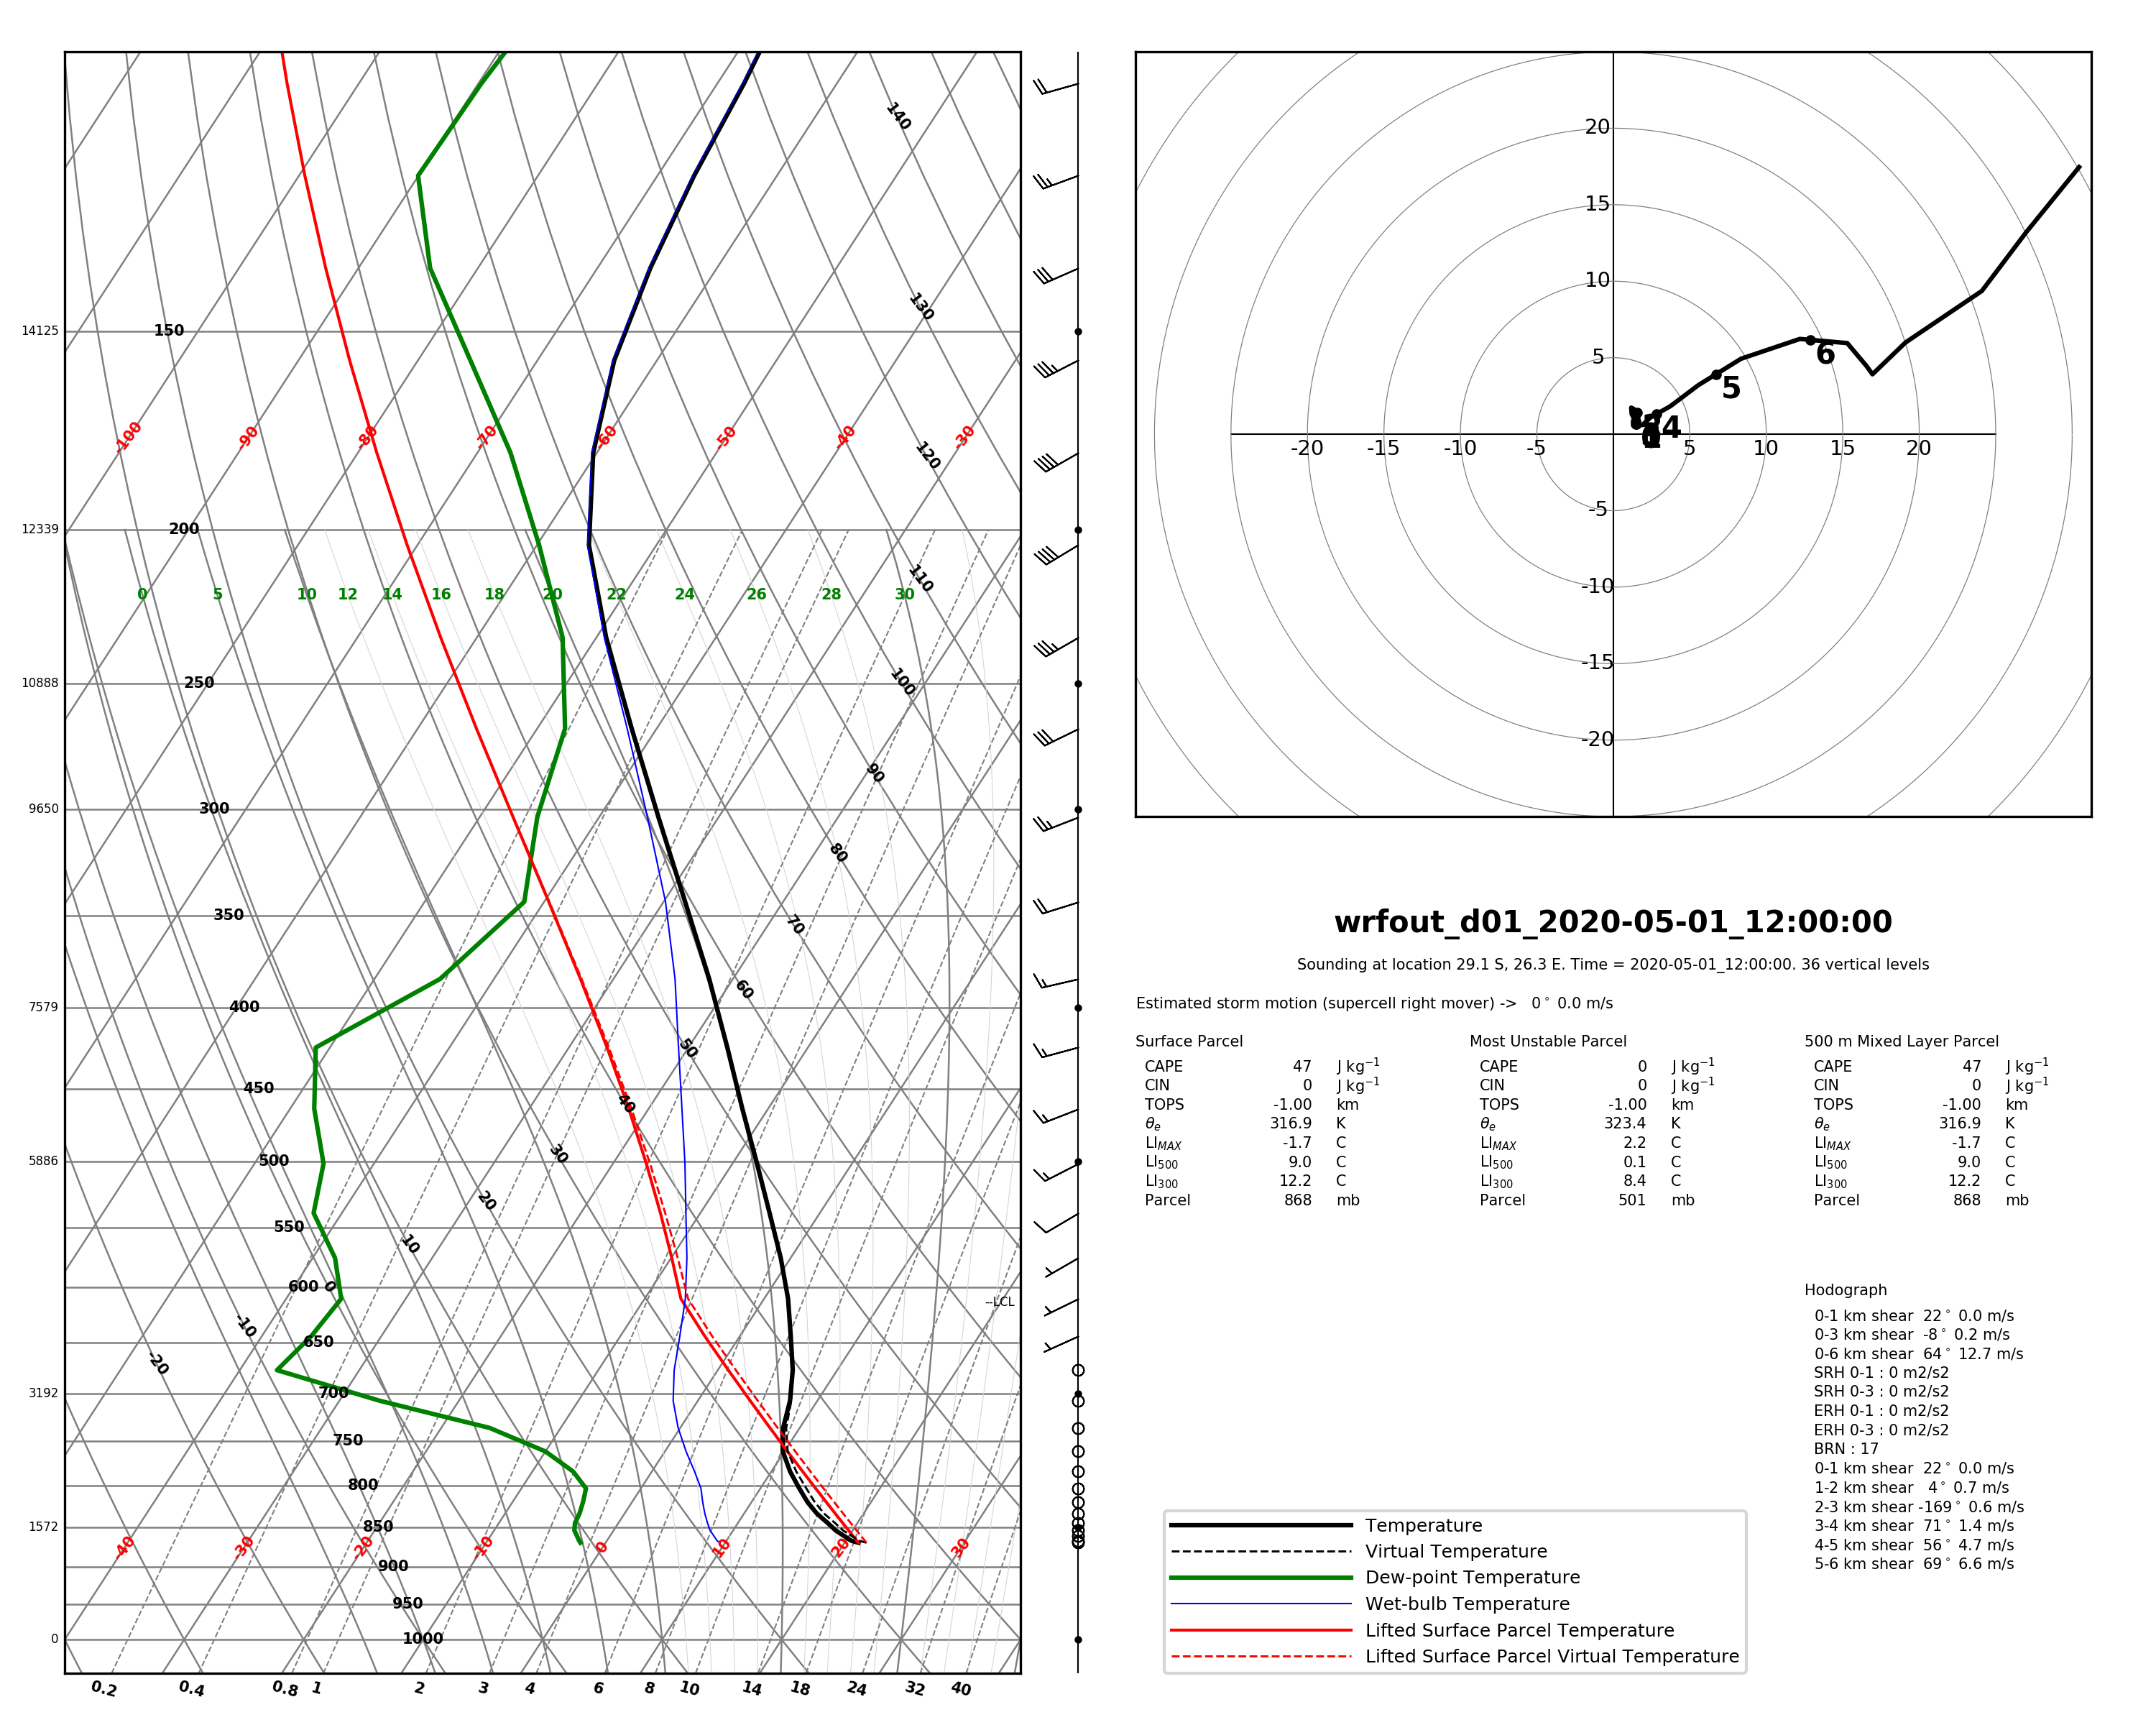 140
130
14125 150
-100 -90 -80 -70 -60 -50 -40 -30
120
12339 200
110
0 5 10 12 14 16 18 20 22 24 26 28 30
10888 250
100
90
9650 300
80
350
70
7579 400
60
50
450
40
5886 500
30
20
550
10
600 0
--LCL
-10
650
-20
3192 700
750
800
1572 850
-40 -30 -20 -10 0 10 20 30
900
950
0 1000
0.2 0.4 0.8 1 2 3 4 6 8 10 14 18 24 32 40
20
15
10
5
6
5
4
-20 -15 -10 -5 5 10 15 20
-5
-10
-15
-20
wrfout_d01_2020-05-01_12:00:00
Sounding at location 29.1 S, 26.3 E. Time = 2020-05-01_12:00:00. 36 vertical levels
Estimated storm motion (supercell right mover) -> 0° 0.0 m/s
Surface Parcel
CAPE 47 J kg⁻¹
CIN 0 J kg⁻¹
TOPS -1.00 km
θe 316.9 K
LIMAX -1.7 C
LI500 9.0 C
LI300 12.2 C
Parcel 868 mb
Most Unstable Parcel
CAPE 0 J kg⁻¹
CIN 0 J kg⁻¹
TOPS -1.00 km
θe 323.4 K
LIMAX 2.2 C
LI500 0.1 C
LI300 8.4 C
Parcel 501 mb
500 m Mixed Layer Parcel
CAPE 47 J kg⁻¹
CIN 0 J kg⁻¹
TOPS -1.00 km
θe 316.9 K
LIMAX -1.7 C
LI500 9.0 C
LI300 12.2 C
Parcel 868 mb
Hodograph
0-1 km shear 22° 0.0 m/s
0-3 km shear -8° 0.2 m/s
0-6 km shear 64° 12.7 m/s
SRH 0-1 : 0 m2/s2
SRH 0-3 : 0 m2/s2
ERH 0-1 : 0 m2/s2
ERH 0-3 : 0 m2/s2
BRN : 17
0-1 km shear 22° 0.0 m/s
1-2 km shear 4° 0.7 m/s
2-3 km shear -169° 0.6 m/s
3-4 km shear 71° 1.4 m/s
4-5 km shear 56° 4.7 m/s
5-6 km shear 69° 6.6 m/s
Temperature
Virtual Temperature
Dew-point Temperature
Wet-bulb Temperature
Lifted Surface Parcel Temperature
Lifted Surface Parcel Virtual Temperature